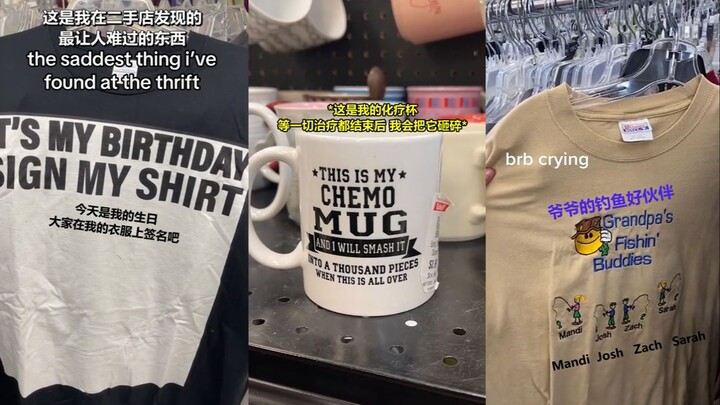 这是我在二手店发现的
最让人难过的东西
the saddest thing i've
found at the thrift
T'S MY BIRTHDAY
SIGN MY SHIRT
今天是我的生日
大家在我的衣服上签名吧
*这是我的化疗杯
等一切治疗都结束后 我会把它砸碎*
★THIS IS MY★
CHEMO
MUG
AND I WILL SMASH IT
INTO A THOUSAND PIECES
WHEN THIS IS ALL OVER
brb crying
爷爷的钓鱼好伙伴
Grandpa's
Fishin'
Buddies
Mandi Josh Zach Sarah
Mandi Josh Zach Sarah